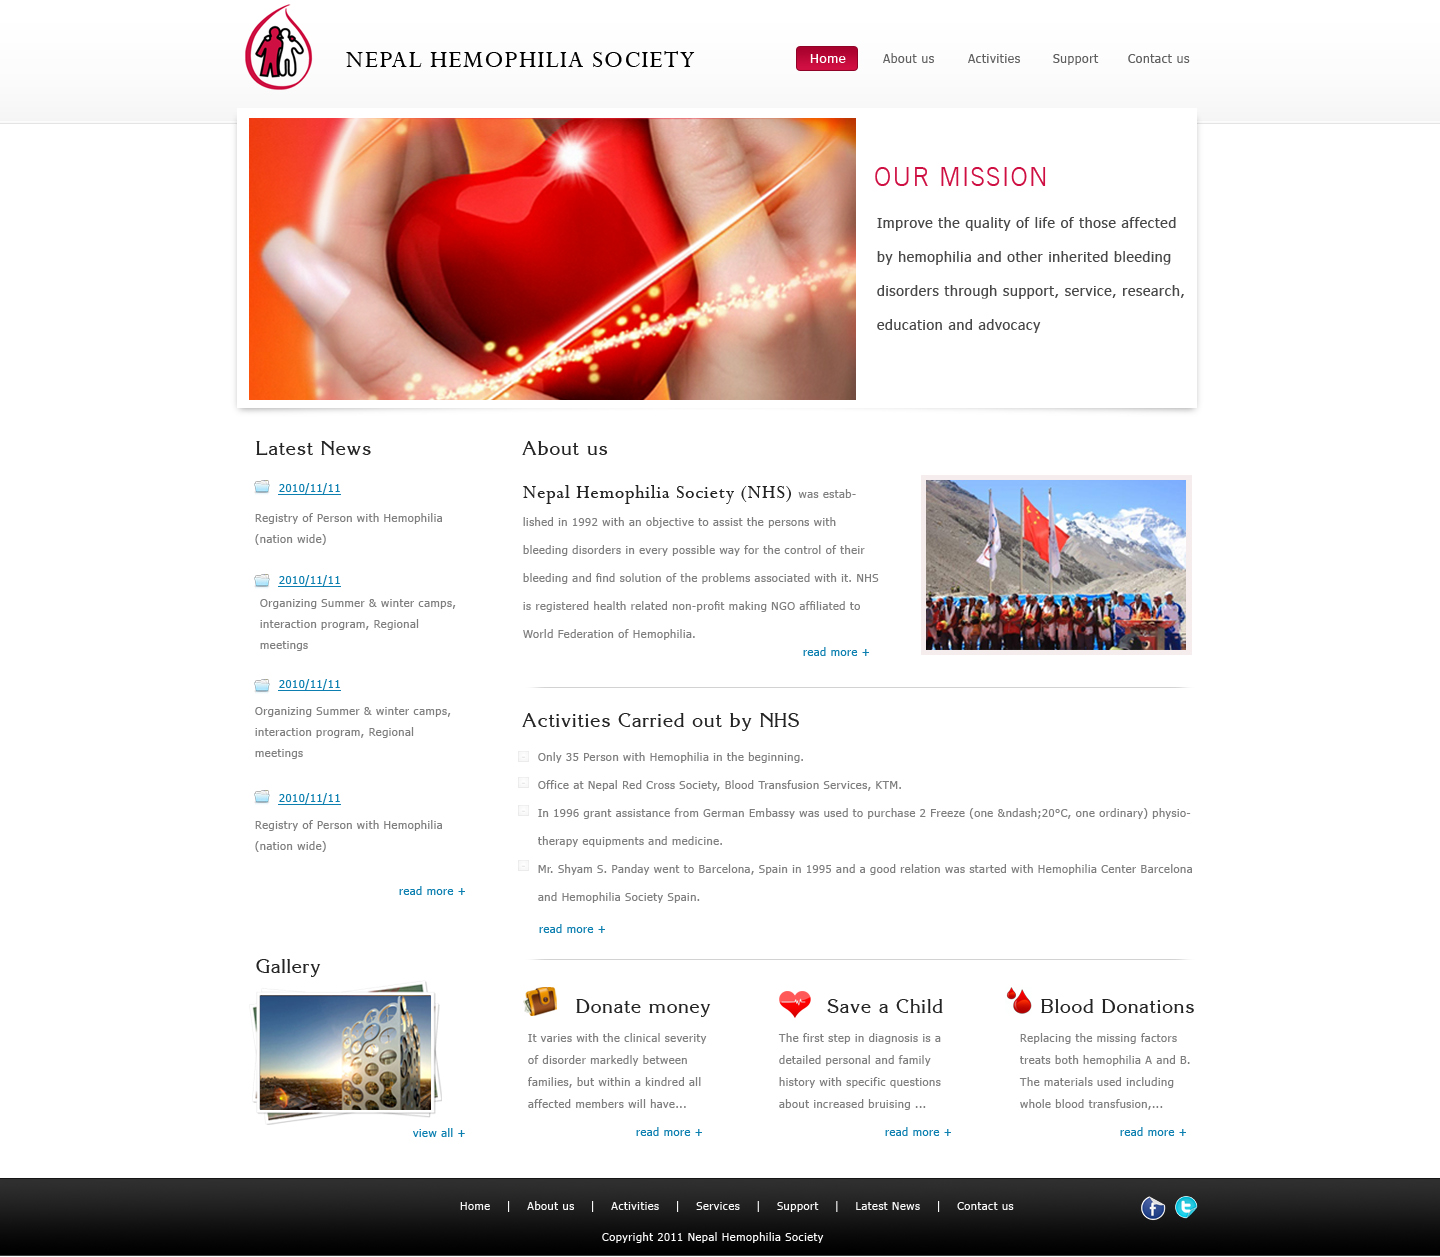 NEPAL HEMOPHILIA SOCIETY
Home About us Activities Support Contact us
OUR MISSION
Improve the quality of life of those affected
by hemophilia and other inherited bleeding
disorders through support, service, research,
education and advocacy
Latest News
2010/11/11
Registry of Person with Hemophilia
(nation wide)
2010/11/11
Organizing Summer & winter camps,
interaction program, Regional
meetings
2010/11/11
Organizing Summer & winter camps,
interaction program, Regional
meetings
2010/11/11
Registry of Person with Hemophilia
(nation wide)
read more +
Gallery
view all +
About us
Nepal Hemophilia Society (NHS) was estab-
lished in 1992 with an objective to assist the persons with
bleeding disorders in every possible way for the control of their
bleeding and find solution of the problems associated with it. NHS
is registered health related non-profit making NGO affiliated to
World Federation of Hemophilia.
read more +
Activities Carried out by NHS
Only 35 Person with Hemophilia in the beginning.
Office at Nepal Red Cross Society, Blood Transfusion Services, KTM.
In 1996 grant assistance from German Embassy was used to purchase 2 Freeze (one &ndash;20°C, one ordinary) physio-
therapy equipments and medicine.
Mr. Shyam S. Panday went to Barcelona, Spain in 1995 and a good relation was started with Hemophilia Center Barcelona
and Hemophilia Society Spain.
read more +
Donate money
It varies with the clinical severity
of disorder markedly between
families, but within a kindred all
affected members will have...
read more +
Save a Child
The first step in diagnosis is a
detailed personal and family
history with specific questions
about increased bruising ...
read more +
Blood Donations
Replacing the missing factors
treats both hemophilia A and B.
The materials used including
whole blood transfusion,...
read more +
Home | About us | Activities | Services | Support | Latest News | Contact us
Copyright 2011 Nepal Hemophilia Society